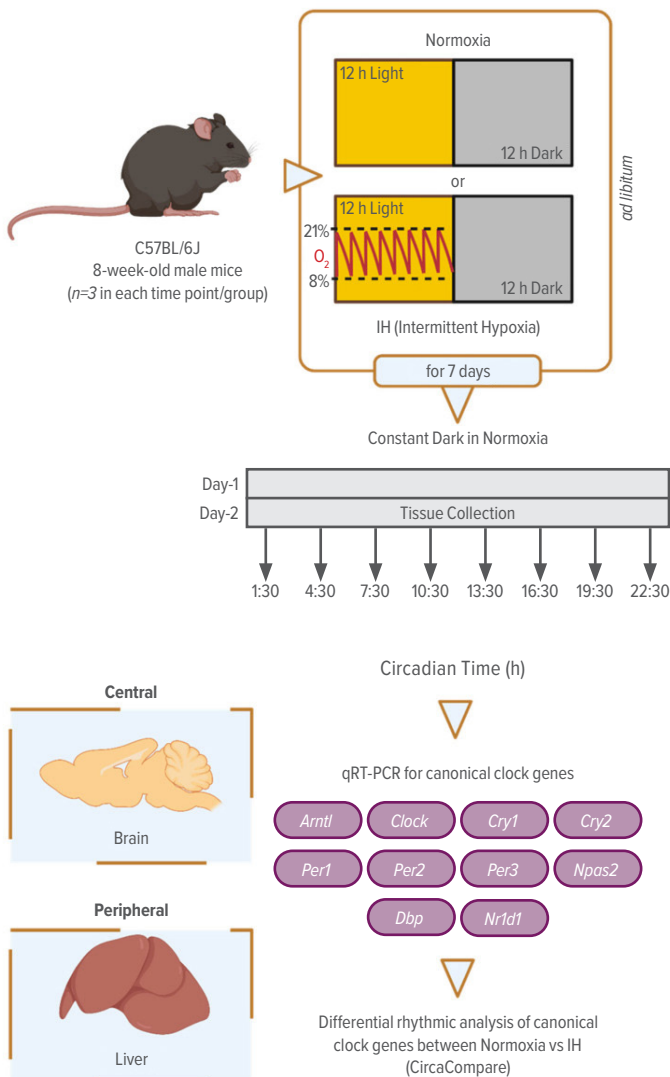 Normoxia
12 h Light
12 h Dark
or
12 h Light
21%
O2
8%
12 h Dark
IH (Intermittent Hypoxia)
ad libitum
C57BL/6J
8-week-old male mice
(n=3 in each time point/group)
for 7 days
Constant Dark in Normoxia
Day-1
Day-2
Tissue Collection
1:30 4:30 7:30 10:30 13:30 16:30 19:30 22:30
Circadian Time (h)
Central
Brain
Peripheral
Liver
qRT-PCR for canonical clock genes
Arntl Clock Cry1 Cry2
Per1 Per2 Per3 Npas2
Dbp Nr1d1
Differential rhythmic analysis of canonical
clock genes between Normoxia vs IH
(CircaCompare)